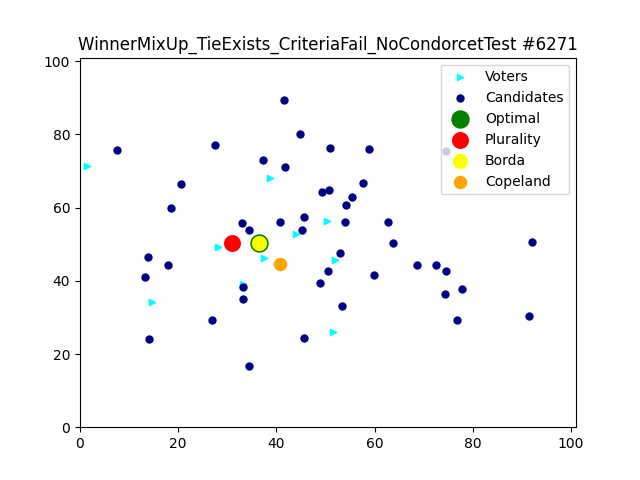 WinnerMixUp_TieExists_CriteriaFail_NoCondorcetTest #6271
Voters
Candidates
Optimal
Plurality
Borda
Copeland
100
80
60
40
20
0
0 20 40 60 80 100